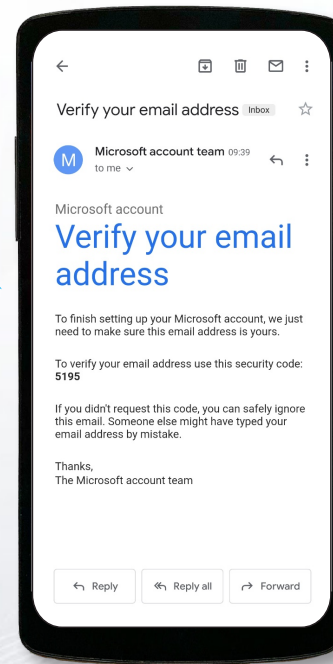 Verify your email address Inbox
M
Microsoft account team 09:39
to me
Microsoft account
Verify your email
address
To finish setting up your Microsoft account, we just
need to make sure this email address is yours.
To verify your email address use this security code:
5195
If you didn't request this code, you can safely ignore
this email. Someone else might have typed your
email address by mistake.
Thanks,
The Microsoft account team
Reply
Reply all
Forward